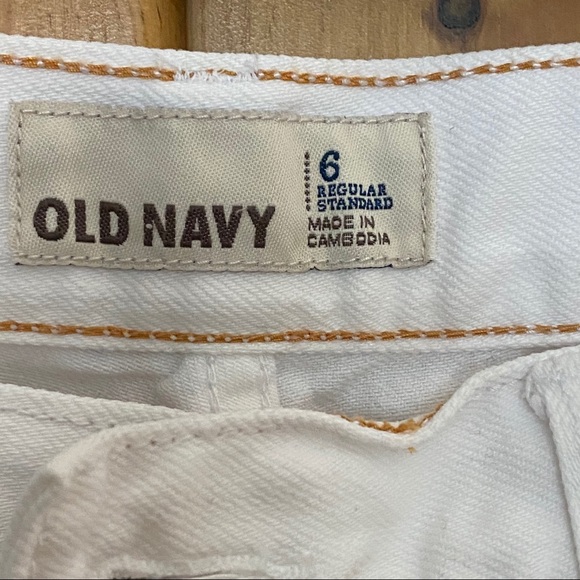 OLD NAVY
6
REGULAR
STANDARD
MADE IN
CAMBODIA